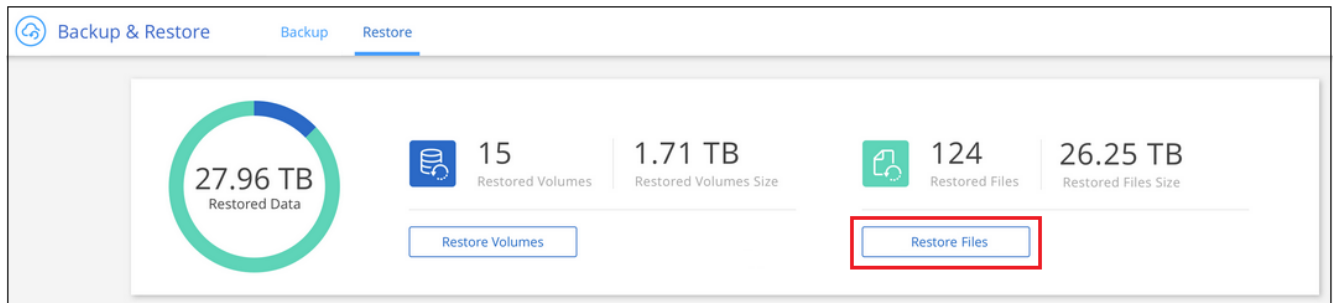 Backup & Restore Backup Restore
27.96 TB
Restored Data
15
Restored Volumes
1.71 TB
Restored Volumes Size
Restore Volumes
124
Restored Files
26.25 TB
Restored Files Size
Restore Files